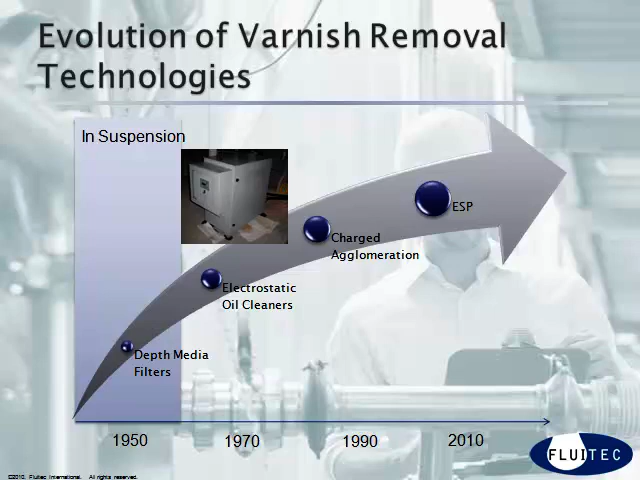 Evolution of Varnish Removal
Technologies
In Suspension
ESP
Charged
Agglomeration
Electrostatic
Oil Cleaners
Depth Media
Filters
1950 1970 1990 2010
FLUITEC
©2010. Fluitec International. All rights reserved.